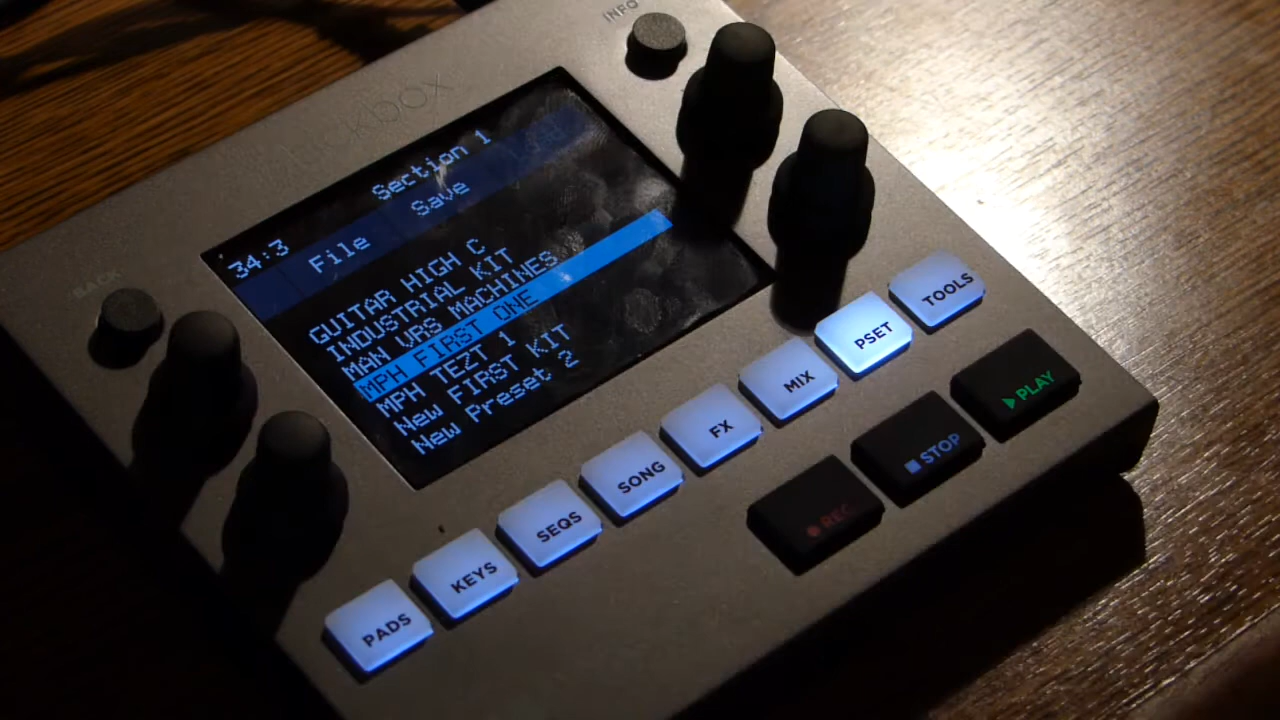 INFO
blackbox
BACK
34:3 Section 1
File Save
GUITAR HIGH C
INDUSTRIAL KIT
MAN VRS MACHINES
MPH FIRST ONE
MPH TEZT 1
New FIRST KIT
New Preset 2
PADS KEYS SEQS SONG FX MIX PSET TOOLS
REC STOP PLAY